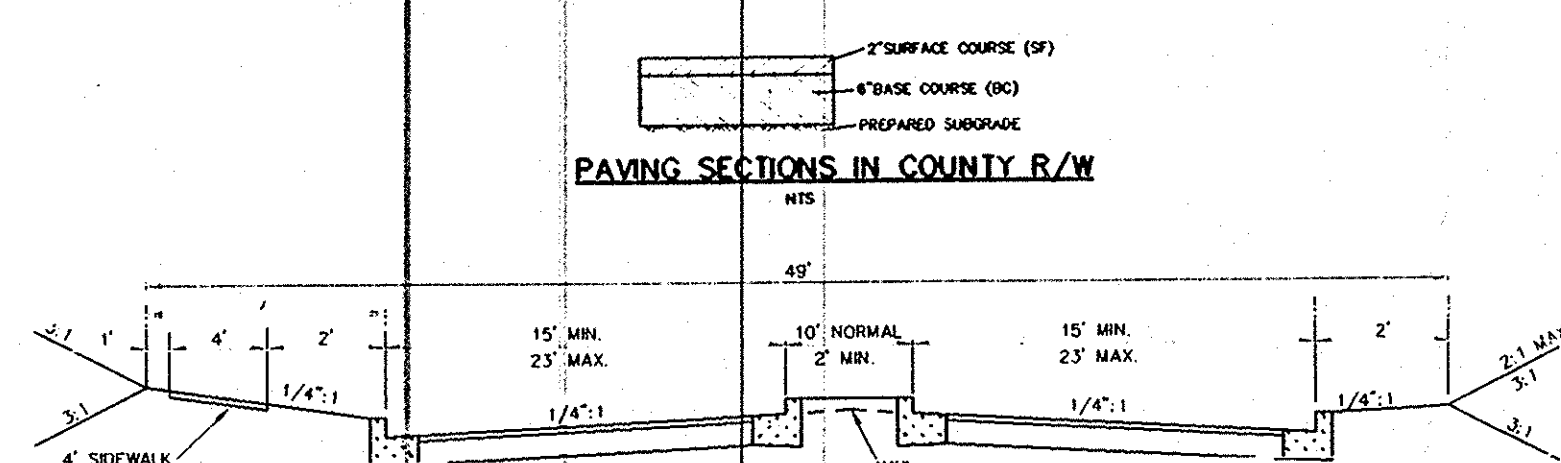 2"SURFACE COURSE (SF)
6"BASE COURSE (BC)
PREPARED SUBGRADE
PAVING SECTIONS IN COUNTY R/W
NTS
49'
3:1
1'
4'
2'
15' MIN.
23' MAX.
10' NORMAL
2' MIN.
15' MIN.
23' MAX.
2'
2:1 MAX
3:1
3:1
1/4":1
1/4":1
1/4":1
1/4":1
3:1
4' SIDEWALK